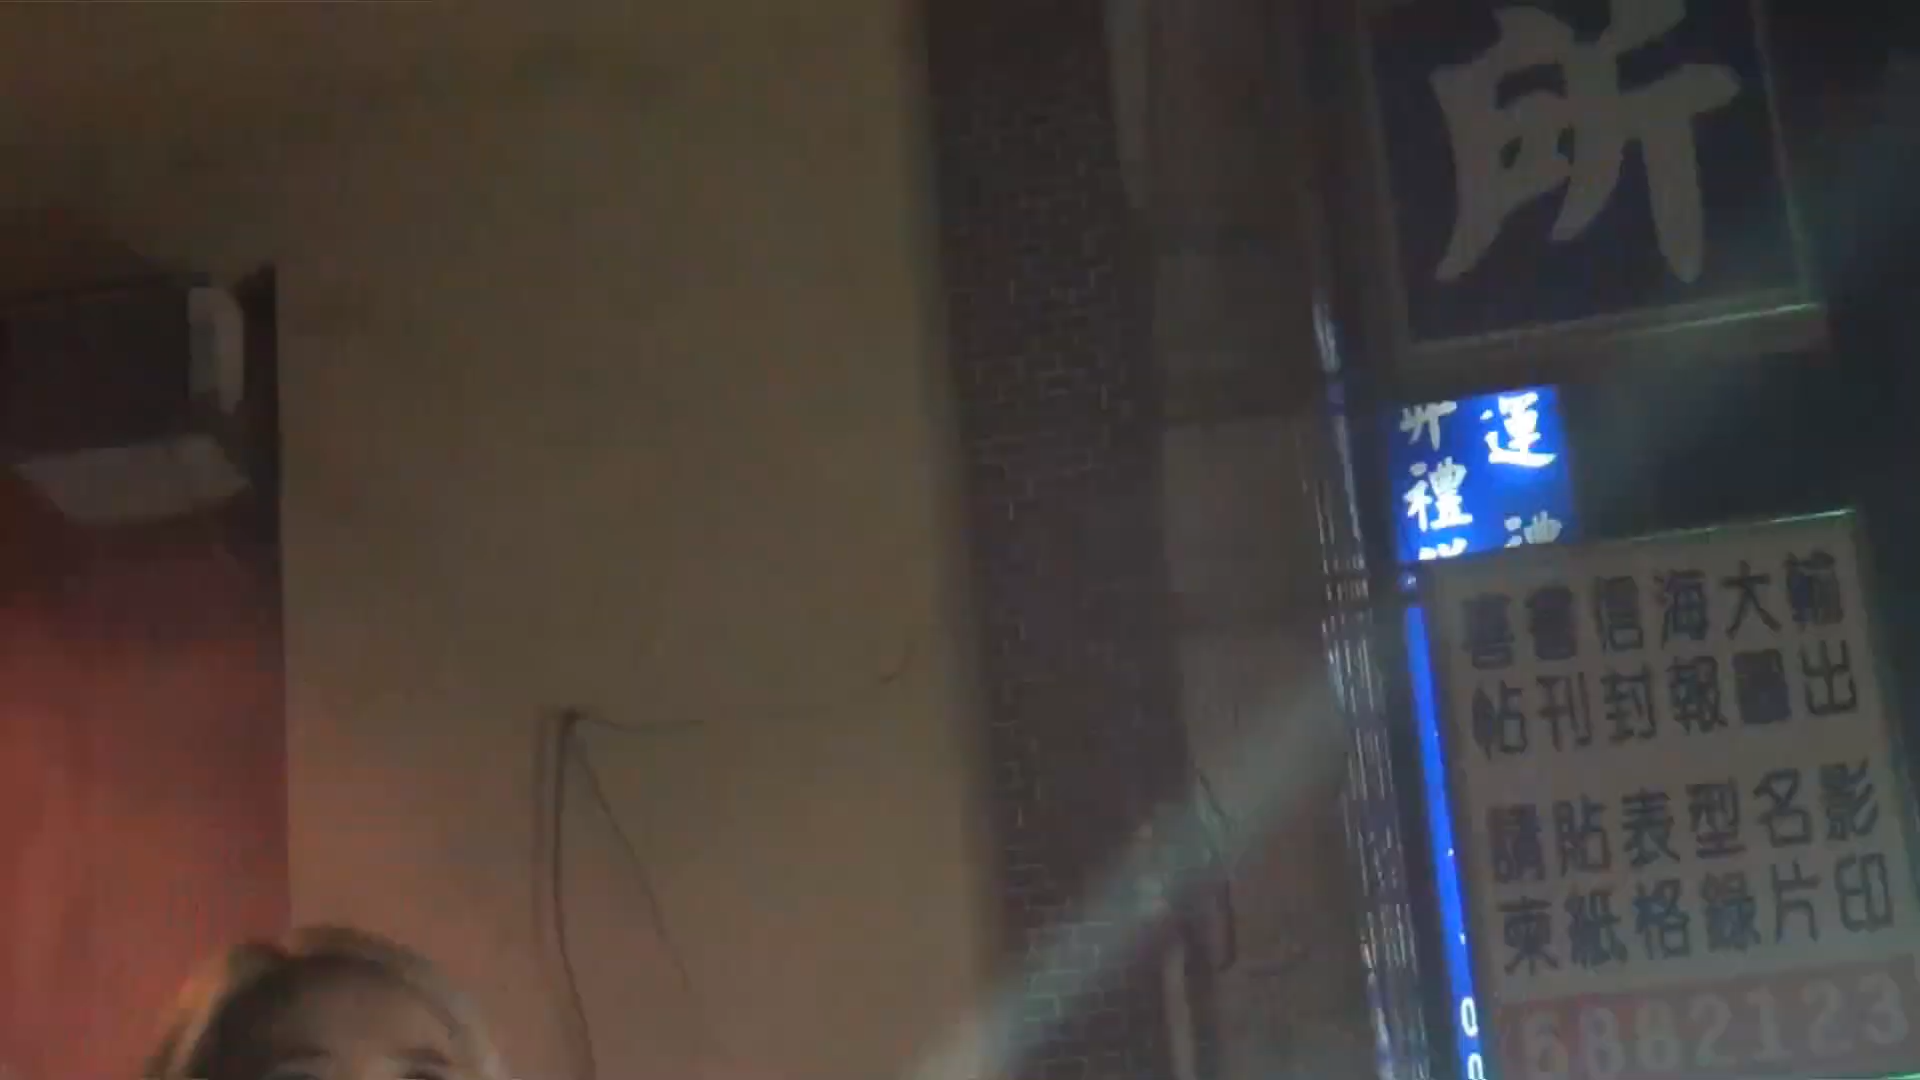 所
運
禮
喜書信海大輸
帖刊封報圖出
請貼表型名影
柬紙格錄片印
6882123